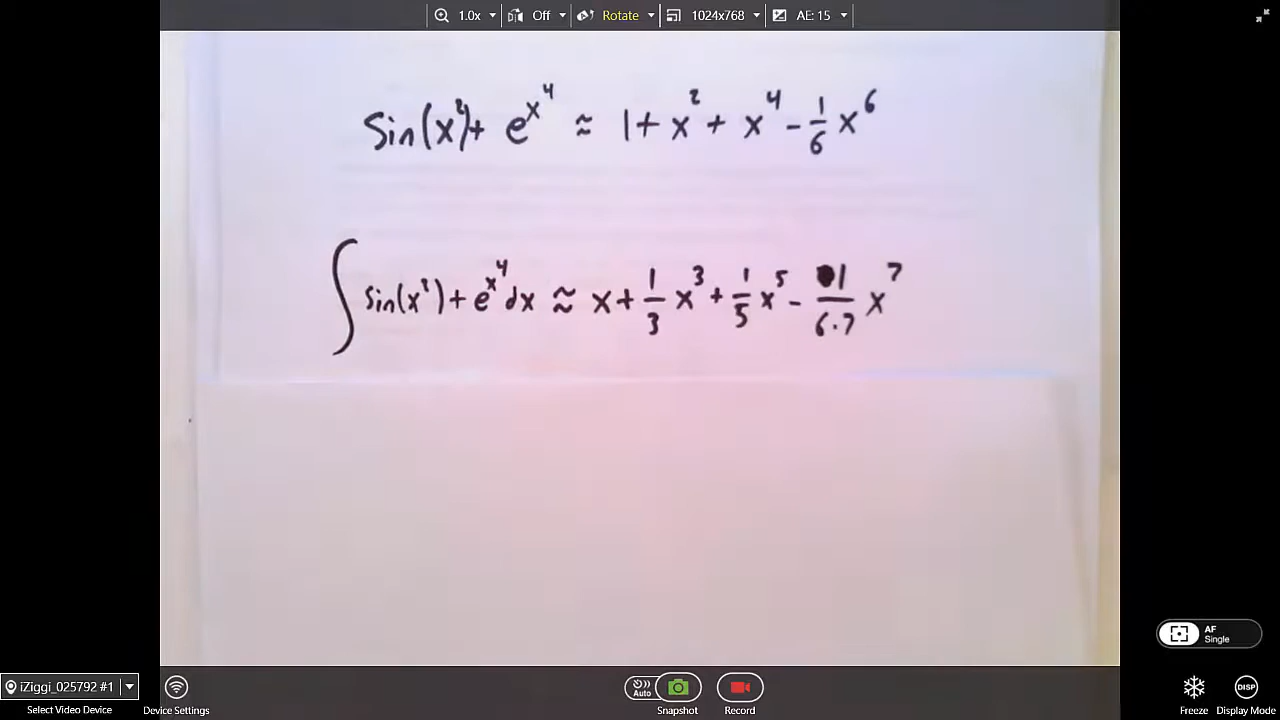 1.0x Off Rotate 1024x768 AE: 15
Sin(x²)+ e^x^4 ≈ 1 + x² + x⁴ - 1/6 x⁶
∫ sin(x²) + e^x^4 dx ≈ x + 1/3 x³ + 1/5 x⁵ - 1/6·7 x⁷
AF
Single
iZiggi_025792 #1
Auto
DISP
Select Video Device Device Settings Snapshot Record Freeze Display Mode